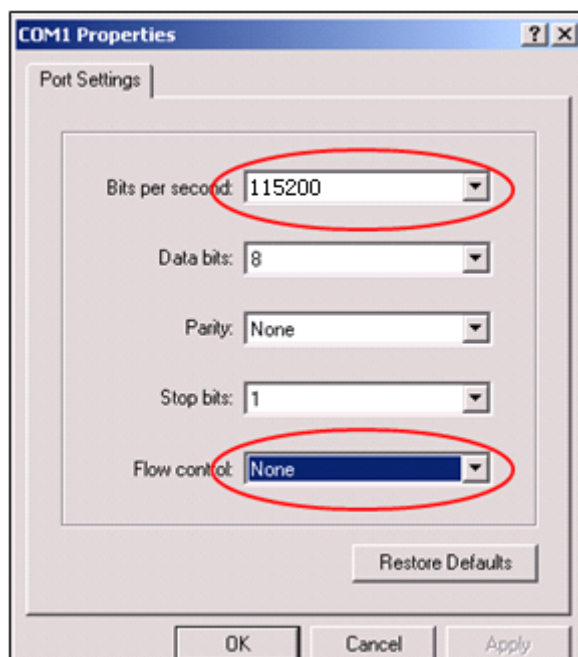 COM1 Properties
Port Settings
Bits per second: 115200
Data bits: 8
Parity: None
Stop bits: 1
Flow control: None
Restore Defaults
OK Cancel Apply